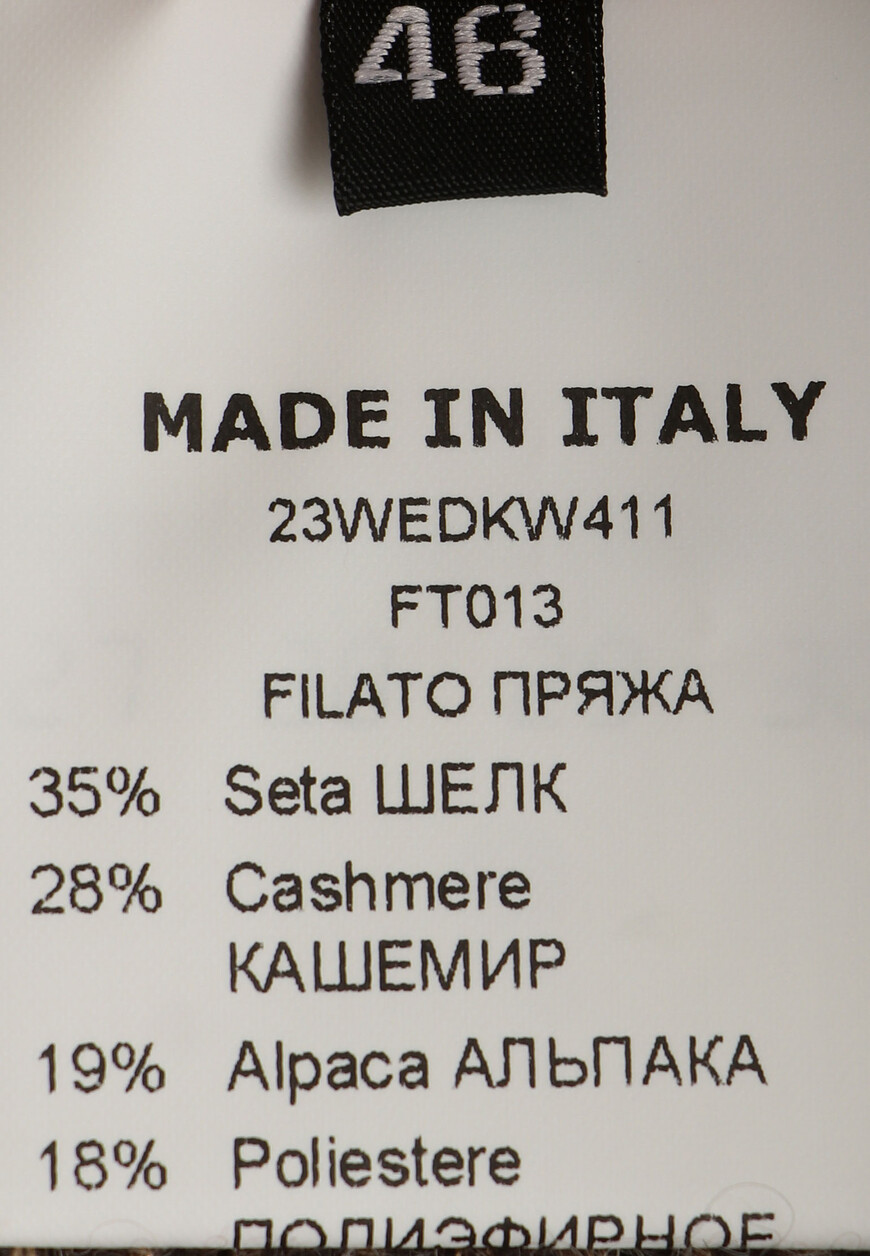 46
MADE IN ITALY
23WEDKW411
FT013
FILATO ПРЯЖА
35% Seta ШЕЛК
28% Cashmere
КАШЕМИР
19% Alpaca АЛЬПАКА
18% Poliestere
ПОЛИЭФИРНОЕ